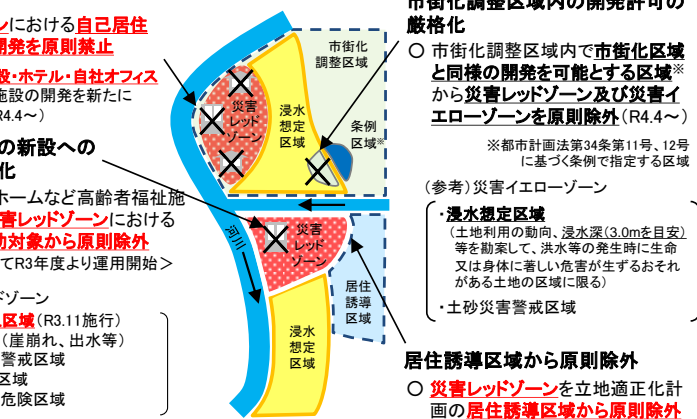 ンにおける自己居住
開発を原則禁止
設・ホテル・自社オフィス
施設の開発を新たに
R4.4～）
の新設への
化
ホームなど高齢者福祉施
害レッドゾーンにおける
助対象から原則除外
てR3年度より運用開始＞
ドゾーン
区域(R3.11施行)
(崖崩れ、出水等)
警戒区域
区域
危険区域
市街化
調整区域
災害
レッド
ゾーン
浸水
想定
区域
条例
区域※
河川
災害
レッド
ゾーン
居住
誘導
区域
浸水
想定
区域
市街化調整区域内の開発許可の
厳格化
○ 市街化調整区域内で市街化区域
と同様の開発を可能とする区域※
から災害レッドゾーン及び災害イ
エローゾーンを原則除外(R4.4～)
※都市計画法第34条第11号、12号
に基づく条例で指定する区域
（参考）災害イエローゾーン
・浸水想定区域
（土地利用の動向、浸水深(3.0mを目安)
等を勘案して、洪水等の発生時に生命
又は身体に著しい危害が生ずるおそれ
がある土地の区域に限る）
・土砂災害警戒区域
居住誘導区域から原則除外
○ 災害レッドゾーンを立地適正化計
画の居住誘導区域から原則除外